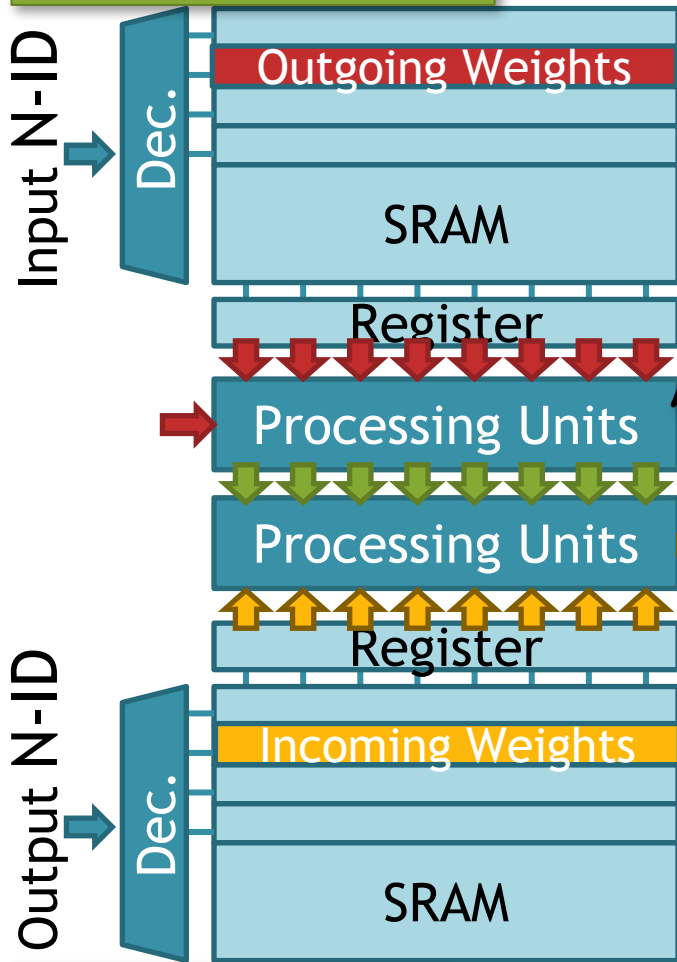 Input N-ID
Dec.
Outgoing Weights
SRAM
Register
Processing Units
Processing Units
Register
Output N-ID
Dec.
Incoming Weights
SRAM